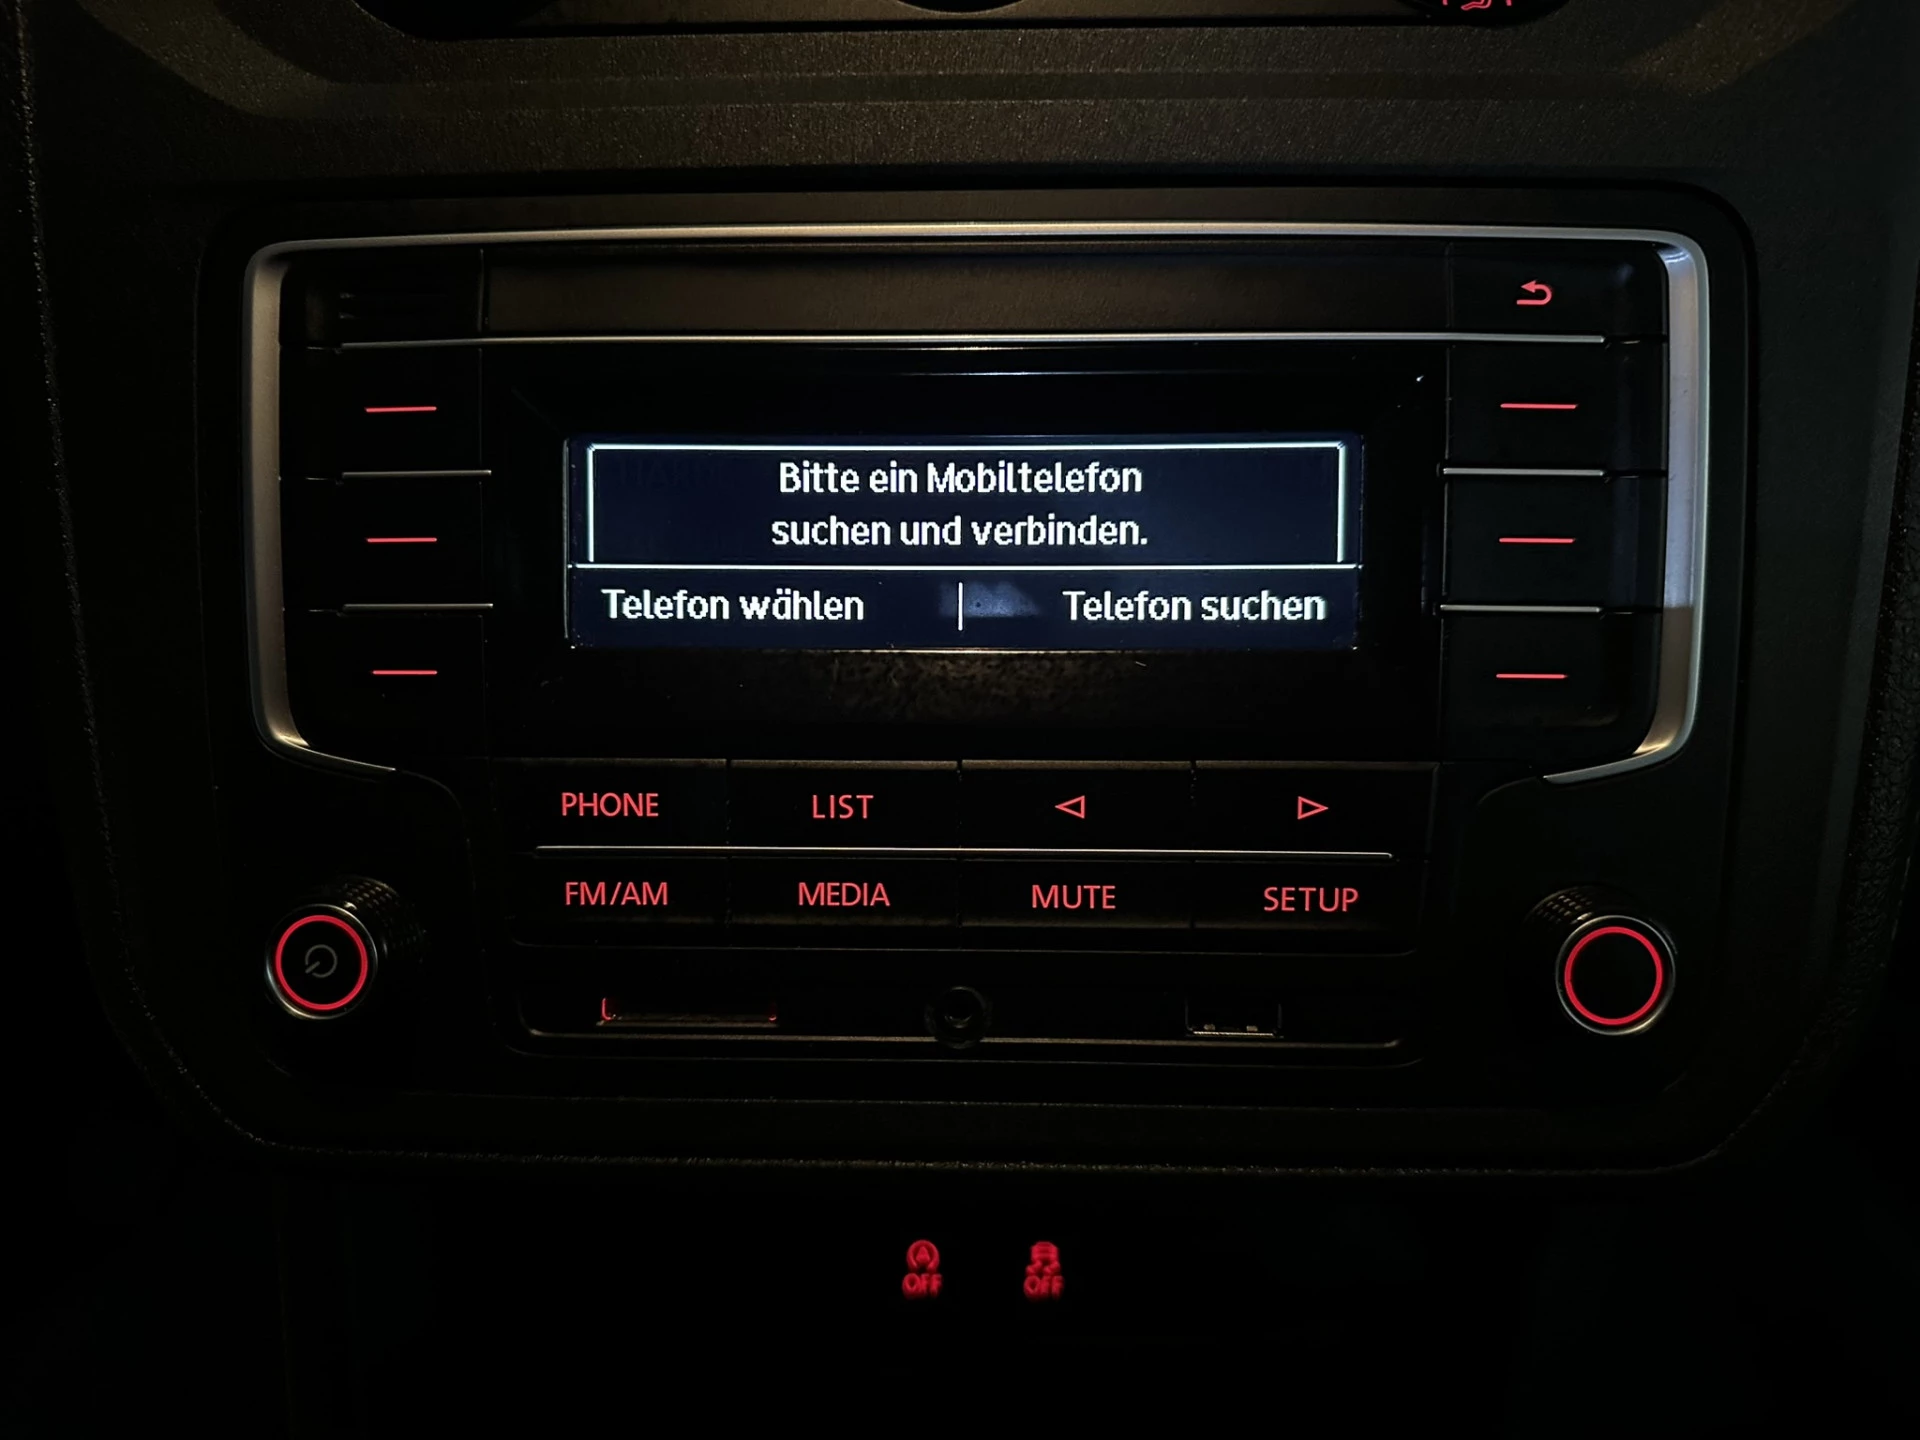 Bitte ein Mobiltelefon
suchen und verbinden.
Telefon wählen
Telefon suchen
PHONE
LIST
FM/AM
MEDIA
MUTE
SETUP
A
OFF
OFF